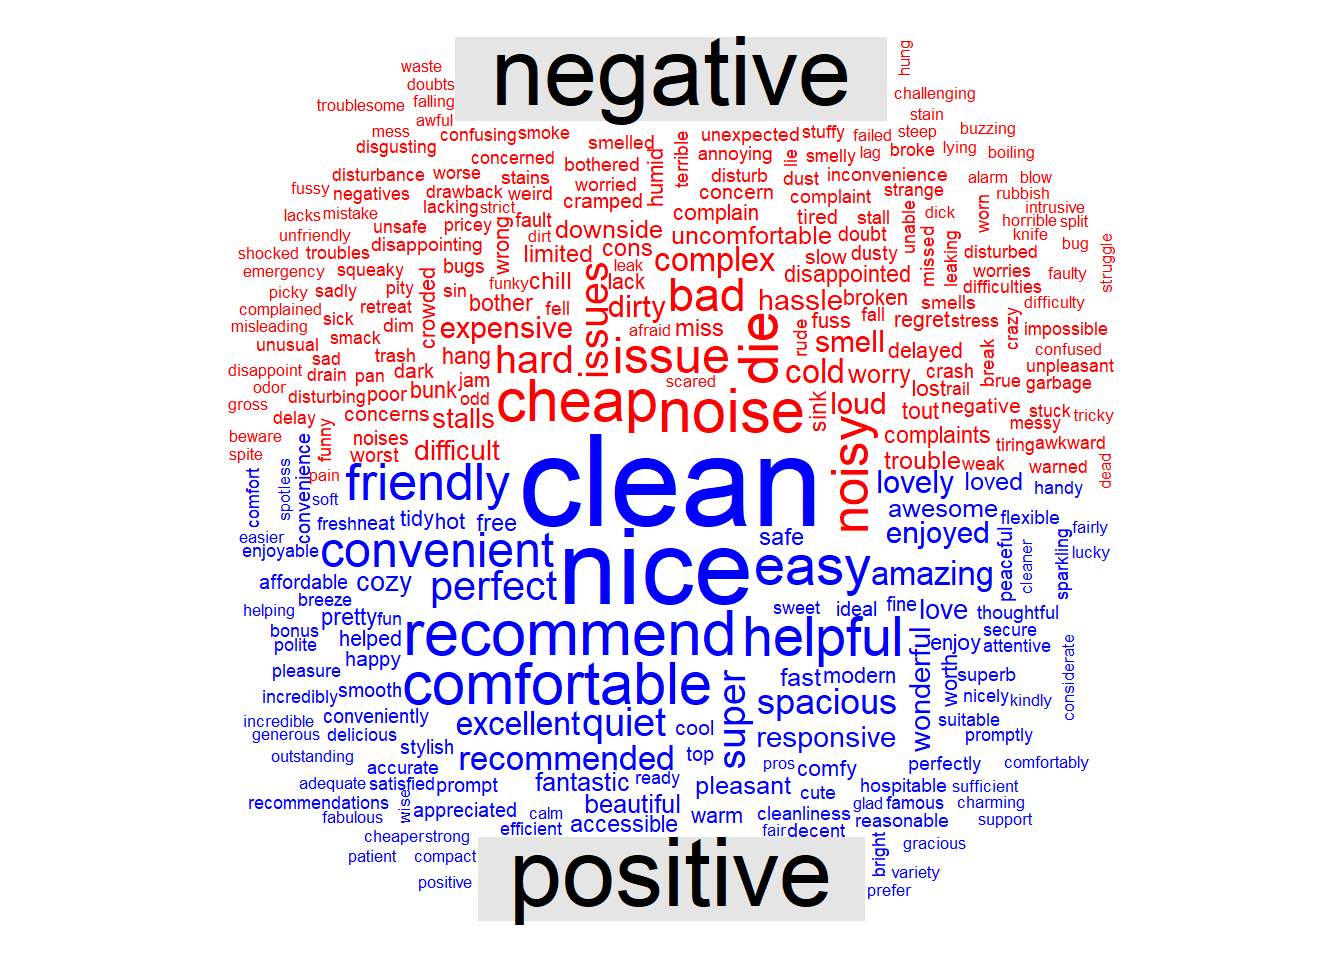 negative
hung
waste
doubts
challenging
troublesome falling
stain
awful
mess confusing smoke unexpected stuffy failed steep buzzing
disgusting smelled annoying lie smelly lag broke lying boiling
concerned bothered humid terrible
disturbance worse stains worried disturb dust inconvenience alarm blow
fussy negatives drawback weird cramped concern complaint strange rubbish
lacks mistake lacking strict complain tired stall dick worn intrusive
unfriendly unsafe pricey wrong fault downside uncomfortable doubt unable horrible split
shocked troubles disappointing dirt limited cons complex slow dusty missed leaking disturbed knife bug struggle
emergency squeaky bugs funky chill leak lack disappointed worries faulty
picky sadly pity crowded sin bother fell issues dirty bad hassle broken smells difficulties
complained retreat difficulty
misleading sick dim expensive afraid miss die rude fuss fall regret stress crazy impossible
unusual smack hang hard issue smell delayed break confused
disappoint sad trash jam scared cold worry crash unpleasant
odor drain pan dark bunk odd cheap noise sink loud lost rail brue garbage
gross disturbing poor stalls tout negative stuck tricky
delay concerns messy
beware funny noises difficult noisy complaints tiring awkward
spite worst trouble weak warned dead
pain
comfort spotless convenience friendly clean lovely loved handy
soft awesome
fresh neat tidy hot free safe enjoyed flexible fairly
easier
enjoyable convenient nice easy amazing peaceful cleaner sparkling lucky
affordable cozy perfect
breeze sweet ideal fine love thoughtful
helping pretty fun
bonus helped recommend helpful wonderful enjoy secure
polite attentive
happy
pleasure comfortable super fast modern worth superb considerate
incredibly smooth spacious nicely kindly
incredible conveniently excellent quiet cool suitable
generous delicious responsive promptly
outstanding stylish recommended top pros comfy perfectly comfortably
accurate
adequate satisfied prompt fantastic ready pleasant cute hospitable sufficient
recommendations wise appreciated beautiful cleanliness glad famous charming
fabulous calm warm reasonable support
cheaper strong efficient accessible fair decent
patient compact bright gracious
positive variety
prefer
positive